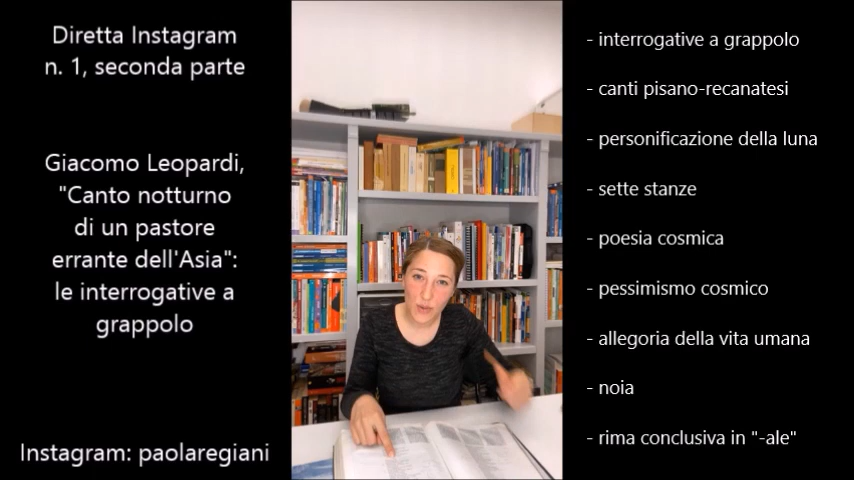 Diretta Instagram
n. 1, seconda parte
Giacomo Leopardi,
"Canto notturno
di un pastore
errante dell'Asia":
le interrogative a
grappolo
Instagram: paolaregiani
- interrogative a grappolo
- canti pisano-recanatesi
- personificazione della luna
- sette stanze
- poesia cosmica
- pessimismo cosmico
- allegoria della vita umana
- noia
- rima conclusiva in "-ale"